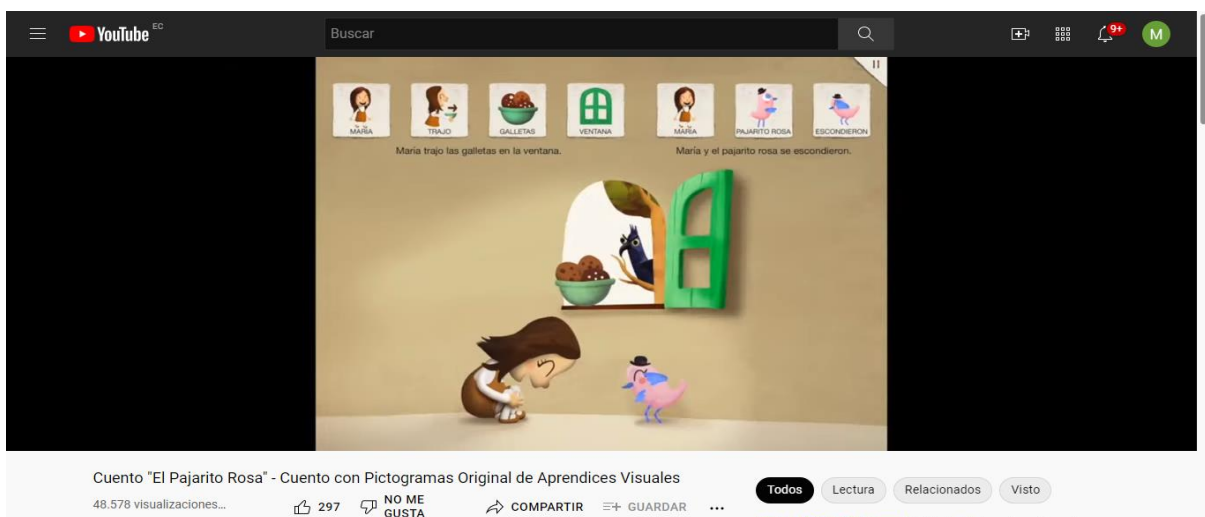 YouTube EC
Buscar
9+
M
MARÍA
TRAJO
GALLETAS
VENTANA
MARÍA
PAJARITO ROSA
ESCONDIERON
María trajo las galletas en la ventana.
María y el pajarito rosa se escondieron.
Cuento "El Pajarito Rosa" - Cuento con Pictogramas Original de Aprendices Visuales
48.578 visualizaciones...
297
NO ME
GUSTA
COMPARTIR
GUARDAR
...
Todos
Lectura
Relacionados
Visto